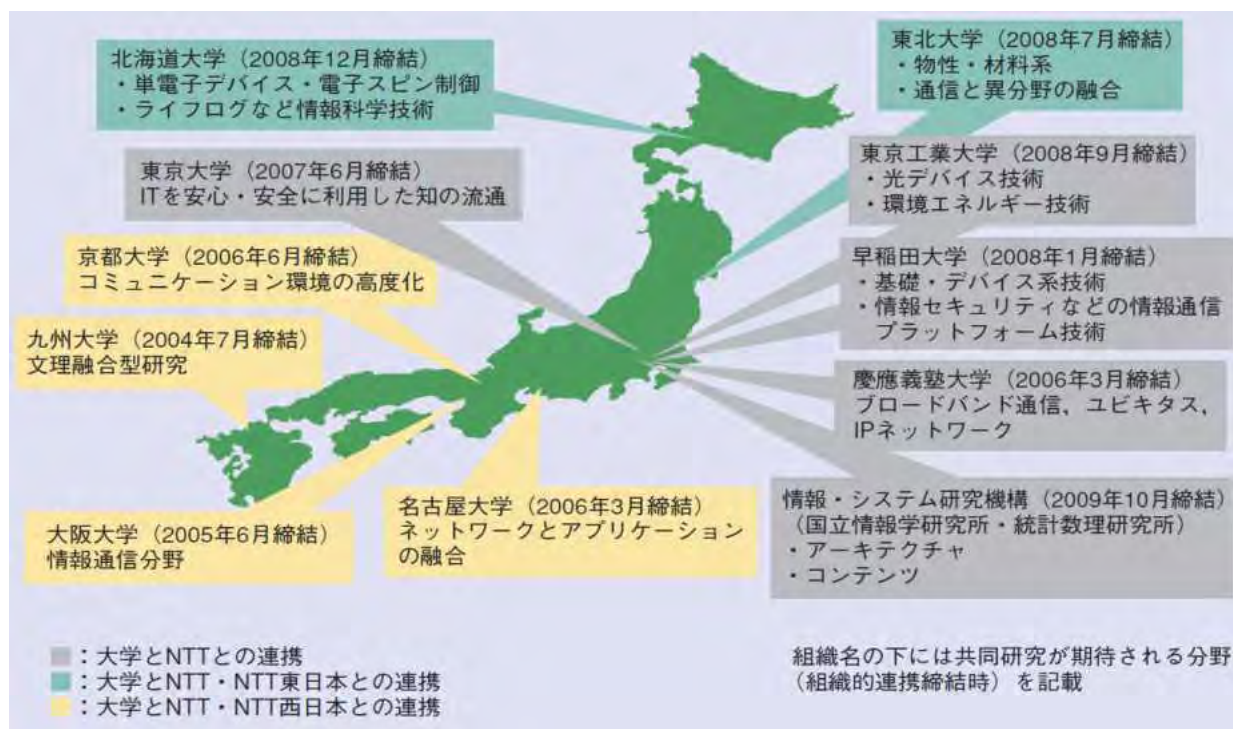 北海道大学（2008年12月締結）
・単電子デバイス・電子スピン制御
・ライフログなど情報科学技術
東北大学（2008年7月締結）
・物性・材料系
・通信と異分野の融合
東京大学（2007年6月締結）
ITを安心・安全に利用した知の流通
東京工業大学（2008年9月締結）
・光デバイス技術
・環境エネルギー技術
京都大学（2006年6月締結）
コミュニケーション環境の高度化
早稲田大学（2008年1月締結）
・基礎・デバイス系技術
・情報セキュリティなどの情報通信
プラットフォーム技術
九州大学（2004年7月締結）
文理融合型研究
慶應義塾大学（2006年3月締結）
ブロードバンド通信，ユビキタス，
IPネットワーク
大阪大学（2005年6月締結）
情報通信分野
名古屋大学（2006年3月締結）
ネットワークとアプリケーション
の融合
情報・システム研究機構（2009年10月締結）
（国立情報学研究所・統計数理研究所）
・アーキテクチャ
・コンテンツ
：大学とNTTとの連携
：大学とNTT・NTT東日本との連携
：大学とNTT・NTT西日本との連携
組織名の下には共同研究が期待される分野
（組織的連携締結時）を記載